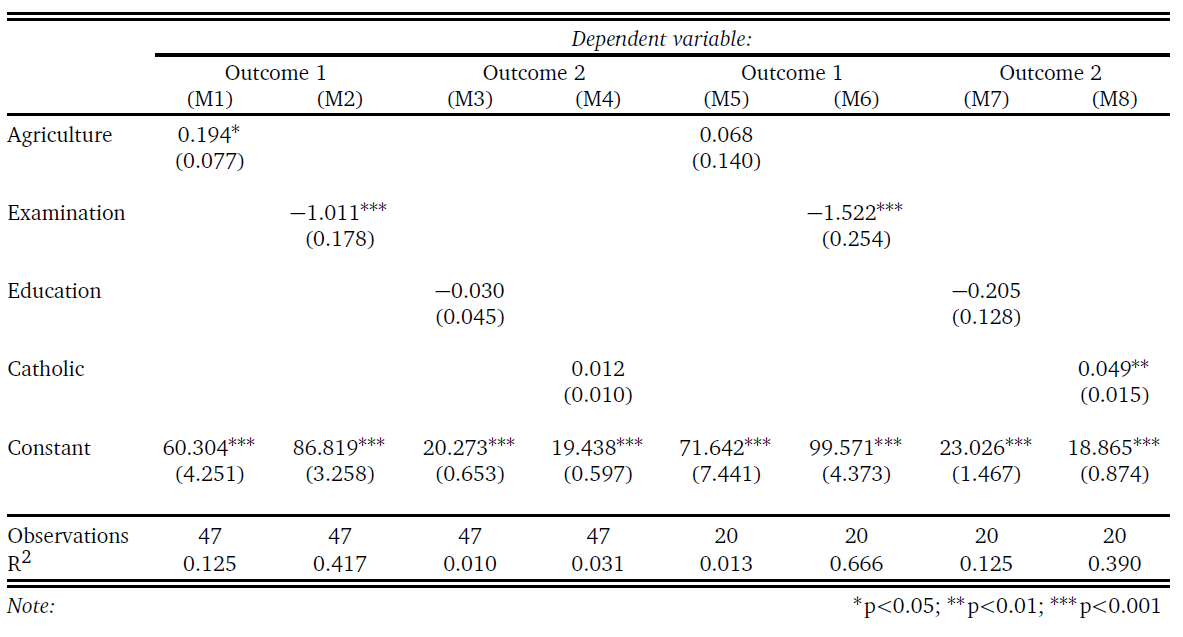 Dependent variable:
Outcome 1 Outcome 2 Outcome 1 Outcome 2
(M1) (M2) (M3) (M4) (M5) (M6) (M7) (M8)
Agriculture 0.194* 0.068
(0.077) (0.140)
Examination −1.011*** −1.522***
(0.178) (0.254)
Education −0.030 −0.205
(0.045) (0.128)
Catholic 0.012 0.049**
(0.010) (0.015)
Constant 60.304*** 86.819*** 20.273*** 19.438*** 71.642*** 99.571*** 23.026*** 18.865***
(4.251) (3.258) (0.653) (0.597) (7.441) (4.373) (1.467) (0.874)
Observations 47 47 47 47 20 20 20 20
R² 0.125 0.417 0.010 0.031 0.013 0.666 0.125 0.390
Note: *p<0.05; **p<0.01; ***p<0.001